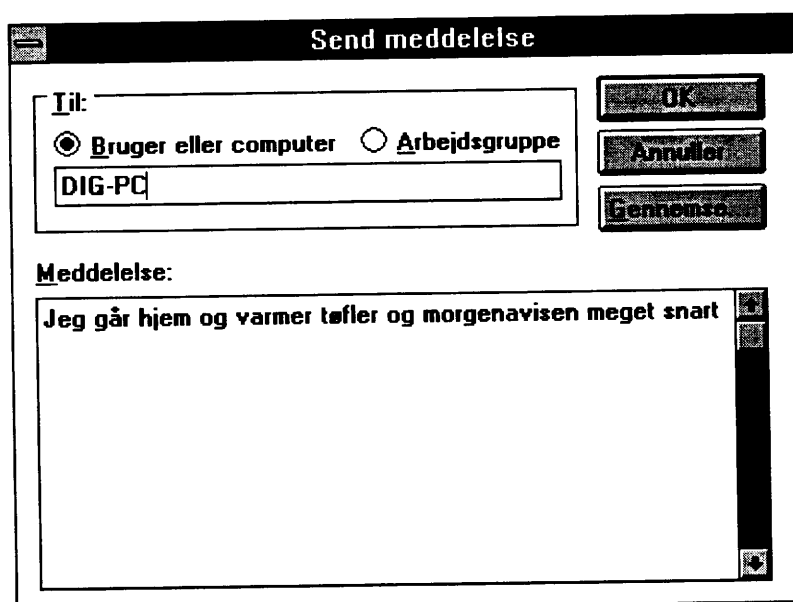 Send meddelelse
Til:
Bruger eller computer Arbejdsgruppe
DIG-PC
OK
Annuller
Gennemse...
Meddelelse:
Jeg går hjem og varmer tøfler og morgenavisen meget snart